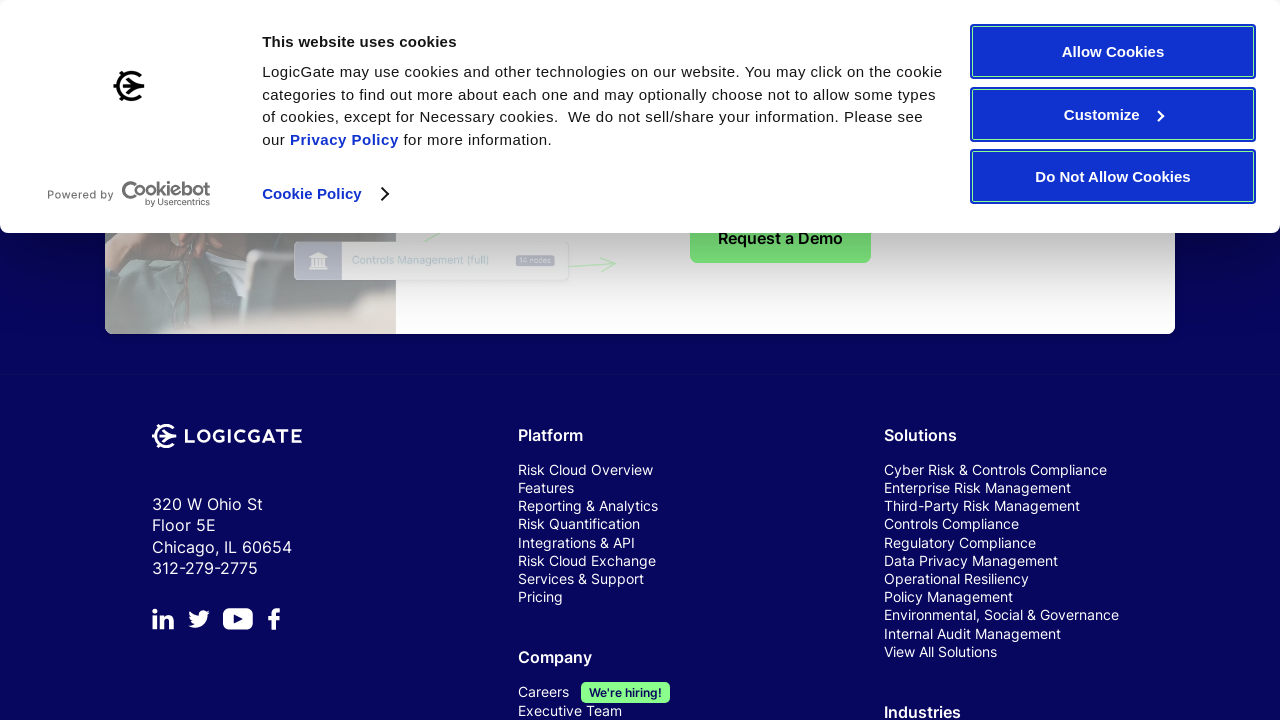 This website uses cookies
LogicGate may use cookies and other technologies on our website. You may click on the cookie
categories to find out more about each one and may optionally choose not to allow some types
of cookies, except for Necessary cookies.  We do not sell/share your information. Please see
our Privacy Policy for more information.
Cookie Policy
Powered by Cookiebot
by Usercentrics
Allow Cookies
Customize
Do Not Allow Cookies
Controls Management (full) 14 nodes
Request a Demo
LOGICGATE
320 W Ohio St
Floor 5E
Chicago, IL 60654
312-279-2775
Platform
Risk Cloud Overview
Features
Reporting & Analytics
Risk Quantification
Integrations & API
Risk Cloud Exchange
Services & Support
Pricing
Company
Careers We're hiring!
Executive Team
Solutions
Cyber Risk & Controls Compliance
Enterprise Risk Management
Third-Party Risk Management
Controls Compliance
Regulatory Compliance
Data Privacy Management
Operational Resiliency
Policy Management
Environmental, Social & Governance
Internal Audit Management
View All Solutions
Industries